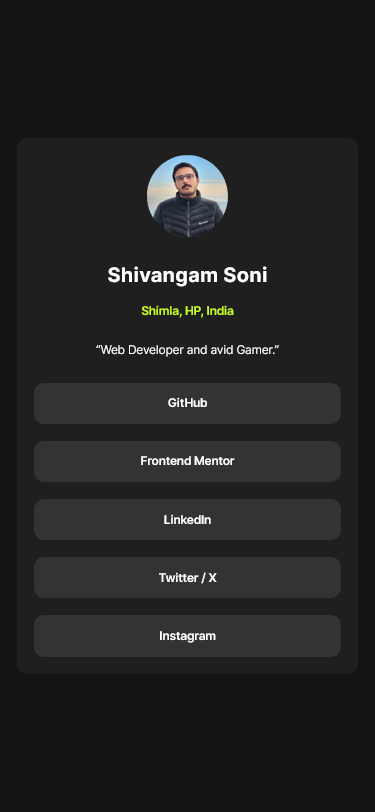 Shivangam Soni
Shimla, HP, India
“Web Developer and avid Gamer.”
GitHub
Frontend Mentor
LinkedIn
Twitter / X
Instagram